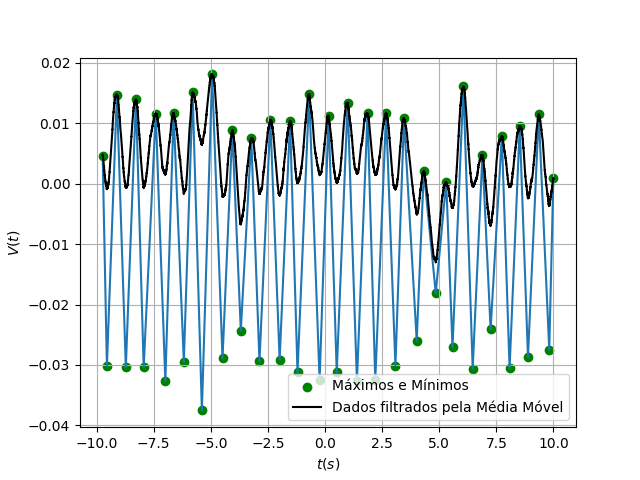 0.02
0.01
0.00
−0.01
−0.02
−0.03
−0.04
V(t)
−10.0 −7.5 −5.0 −2.5 0.0 2.5 5.0 7.5 10.0
t(s)
Máximos e Mínimos
Dados filtrados pela Média Móvel